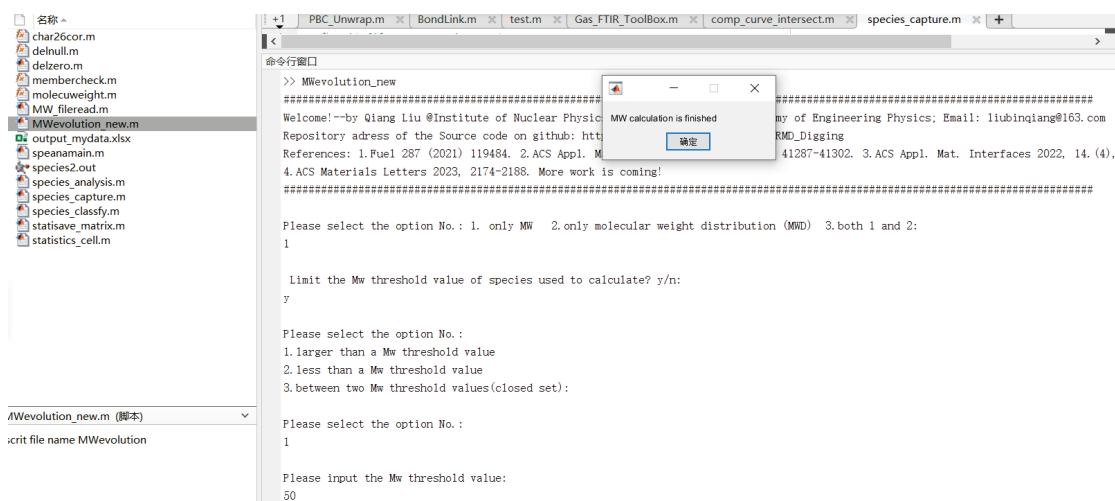 名称
+1 PBC_Unwrap.m BondLink.m test.m Gas_FTIR_ToolBox.m comp_curve_intersect.m species_capture.m +
char26cor.m
delnull.m
delzero.m
membercheck.m
molecuweight.m
MW_fileread.m
MWevolution_new.m
output_mydata.xlsx
speanamain.m
species2.out
species_analysis.m
species_capture.m
species_classfy.m
statisave_matrix.m
statistics_cell.m
MWevolution_new.m (脚本)
scrit file name MWevolution
命令行窗口
>> MWevolution_new
Welcome!--by Qiang Liu @Institute of Nuclear Physic my of Engineering Physics; Email: liubinqiang@163.com
Repository adress of the Source code on github: htt RMD_Digging
References: 1.Fuel 287 (2021) 119484. 2.ACS Appl. M 41287-41302. 3.ACS Appl. Mat. Interfaces 2022, 14.(4),
4.ACS Materials Letters 2023, 2174-2188. More work is coming!
MW calculation is finished
确定
Please select the option No.: 1. only MW 2.only molecular weight distribution (MWD) 3.both 1 and 2:
1
Limit the Mw threshold value of species used to calculate? y/n:
y
Please select the option No.:
1.larger than a Mw threshold value
2.less than a Mw threshold value
3.between two Mw threshold values(closed set):
Please select the option No.:
1
Please input the Mw threshold value:
50